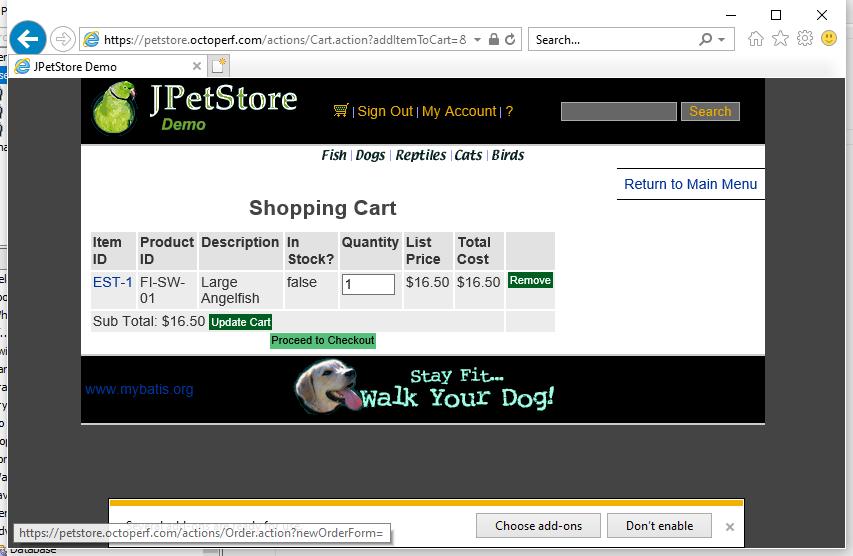 https://petstore.octoperf.com/actions/Cart.action?addItemToCart=&
Search...
JPetStore Demo
JPetStore
Demo
| Sign Out | My Account | ?
Search
Fish | Dogs | Reptiles | Cats | Birds
Return to Main Menu
Shopping Cart
Item ID Product ID Description In Stock? Quantity List Price Total Cost
EST-1 FI-SW-01 Large Angelfish false 1 $16.50 $16.50 Remove
Sub Total: $16.50 Update Cart
Proceed to Checkout
www.mybatis.org
Stay Fit...
Walk Your Dog!
Choose add-ons
Don't enable
https://petstore.octoperf.com/actions/Order.action?newOrderForm=
Database